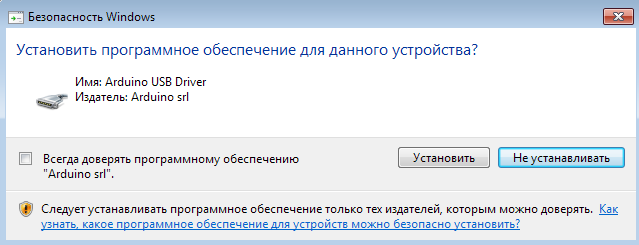 Безопасность Windows
Установить программное обеспечение для данного устройства?
Имя: Arduino USB Driver
Издатель: Arduino srl
Всегда доверять программному обеспечению
"Arduino srl".
Установить
Не устанавливать
Следует устанавливать программное обеспечение только тех издателей, которым можно доверять. Как
узнать, какое программное обеспечение для устройств можно безопасно установить?